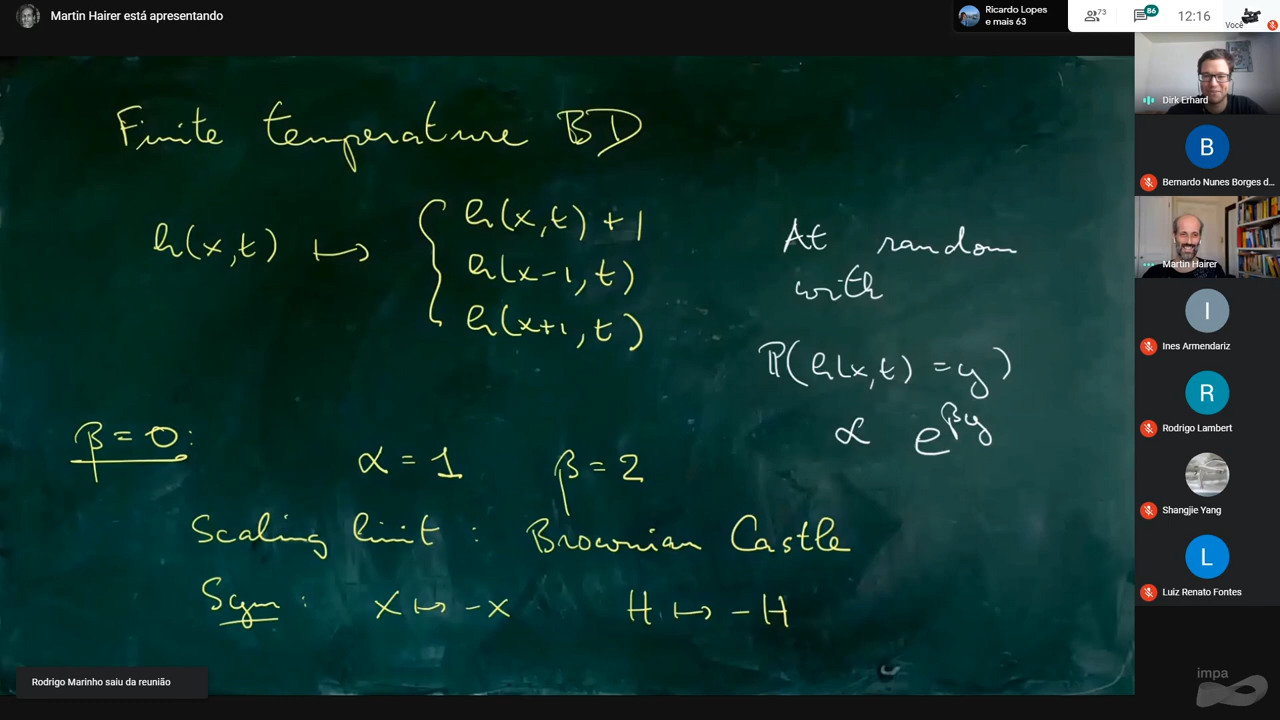 Martin Hairer está apresentando
Ricardo Lopes
e mais 63
73
86
12:16
Você
Finite temperature BD
h(x,t) ↦ { h(x,t) + 1
h(x-1, t)
h(x+1, t)
At random
with
ℙ(h(x,t) = y)
∝ e^{βy}
β = 0:
α = 1 β = 2
Scaling limit : Brownian Castle
Sym : x ↦ -x H ↦ -H
Dirk Erhard
B
Bernardo Nunes Borges d...
Martin Hairer
I
Ines Armendariz
R
Rodrigo Lambert
Shangjie Yang
L
Luiz Renato Fontes
Rodrigo Marinho saiu da reunião
impa